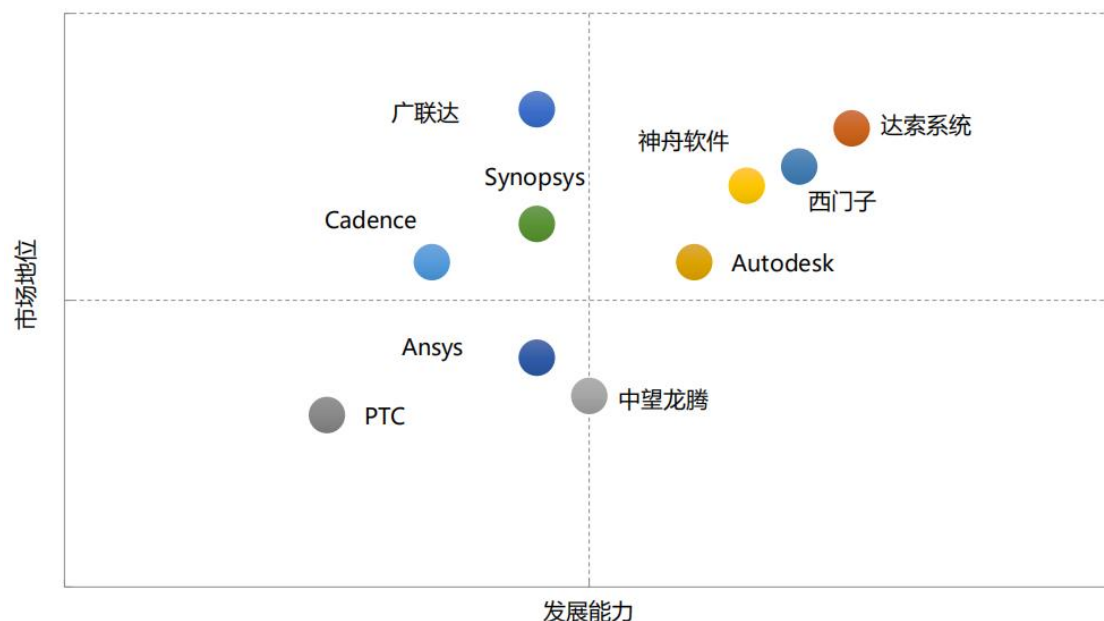 广联达
达索系统
神舟软件
Synopsys
西门子
Cadence
Autodesk
市场地位
Ansys
中望龙腾
PTC
发展能力